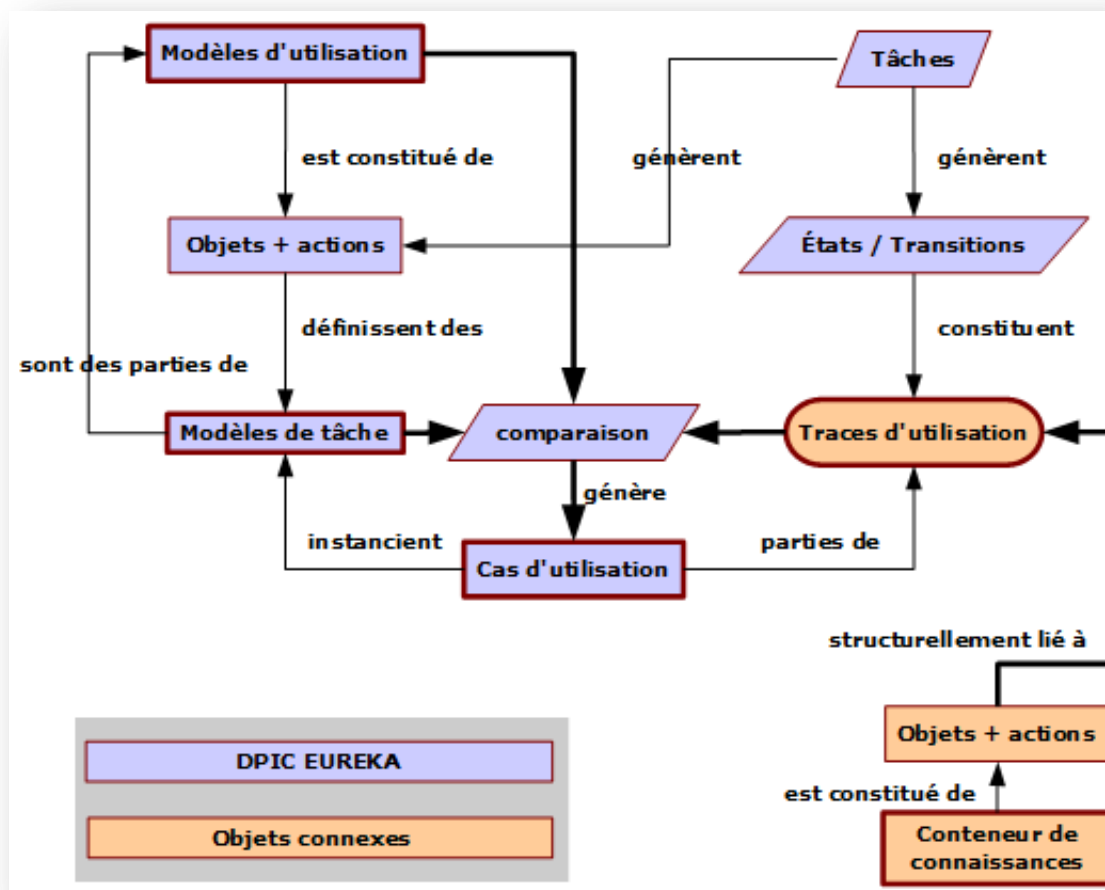 Modèles d'utilisation
Tâches
est constitué de
génèrent
génèrent
Objets + actions
États / Transitions
définissent des
constituent
sont des parties de
Modèles de tâche
comparaison
Traces d'utilisation
génère
instancient
parties de
Cas d'utilisation
structurellement lié à
Objets + actions
DPIC EUREKA
est constitué de
Objets connexes
Conteneur de
connaissances